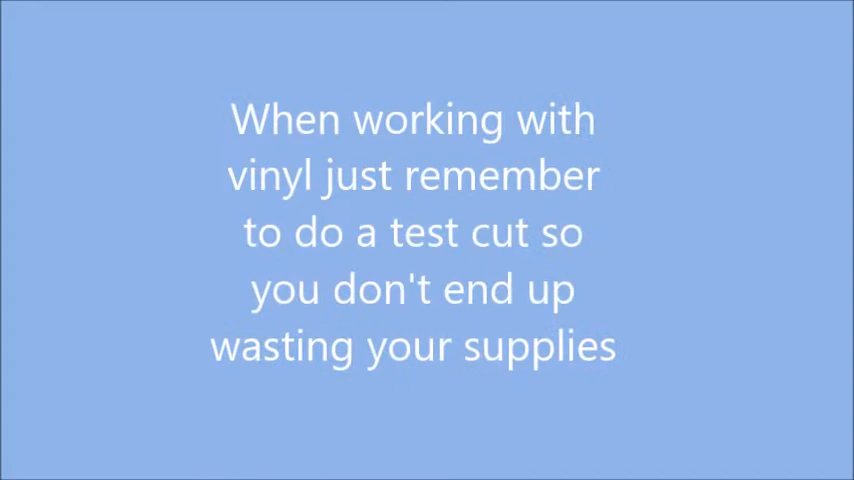 When working with
vinyl just remember
to do a test cut so
you don't end up
wasting your supplies